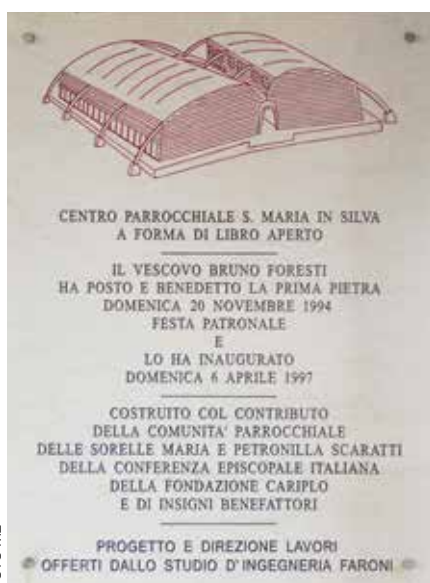 CENTRO PARROCCHIALE S. MARIA IN SILVA
A FORMA DI LIBRO APERTO
IL VESCOVO BRUNO FORESTI
HA POSTO E BENEDETTO LA PRIMA PIETRA
DOMENICA 20 NOVEMBRE 1994
FESTA PATRONALE
E
LO HA INAUGURATO
DOMENICA 6 APRILE 1997
COSTRUITO COL CONTRIBUTO
DELLA COMUNITA' PARROCCHIALE
DELLE SORELLE MARIA E PETRONILLA SCARATTI
DELLA CONFERENZA EPISCOPALE ITALIANA
DELLA FONDAZIONE CARIPLO
E DI INSIGNI BENEFATTORI
PROGETTO E DIREZIONE LAVORI
OFFERTI DALLO STUDIO D'INGEGNERIA FARONI